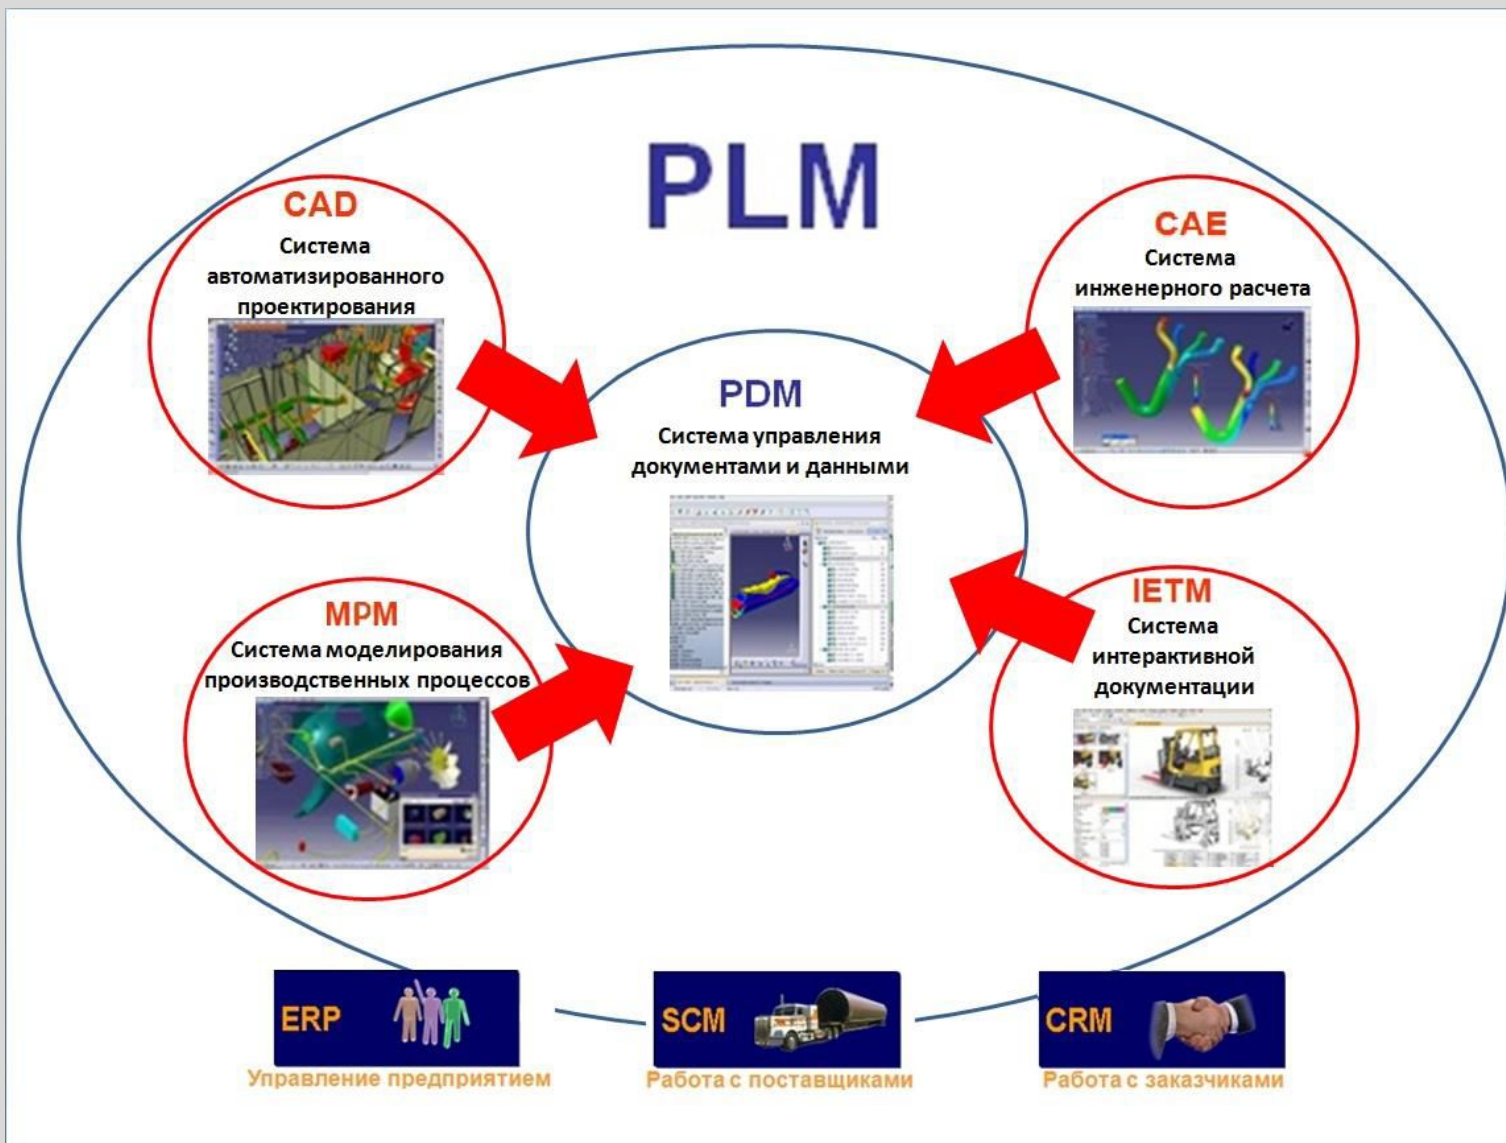 PLM
CAD
Система
автоматизированного
проектирования
CAE
Система
инженерного расчета
PDM
Система управления
документами и данными
MPM
Система моделирования
производственных процессов
IETM
Система
интерактивной
документации
ERP
Управление предприятием
SCM
Работа с поставщиками
CRM
Работа с заказчиками